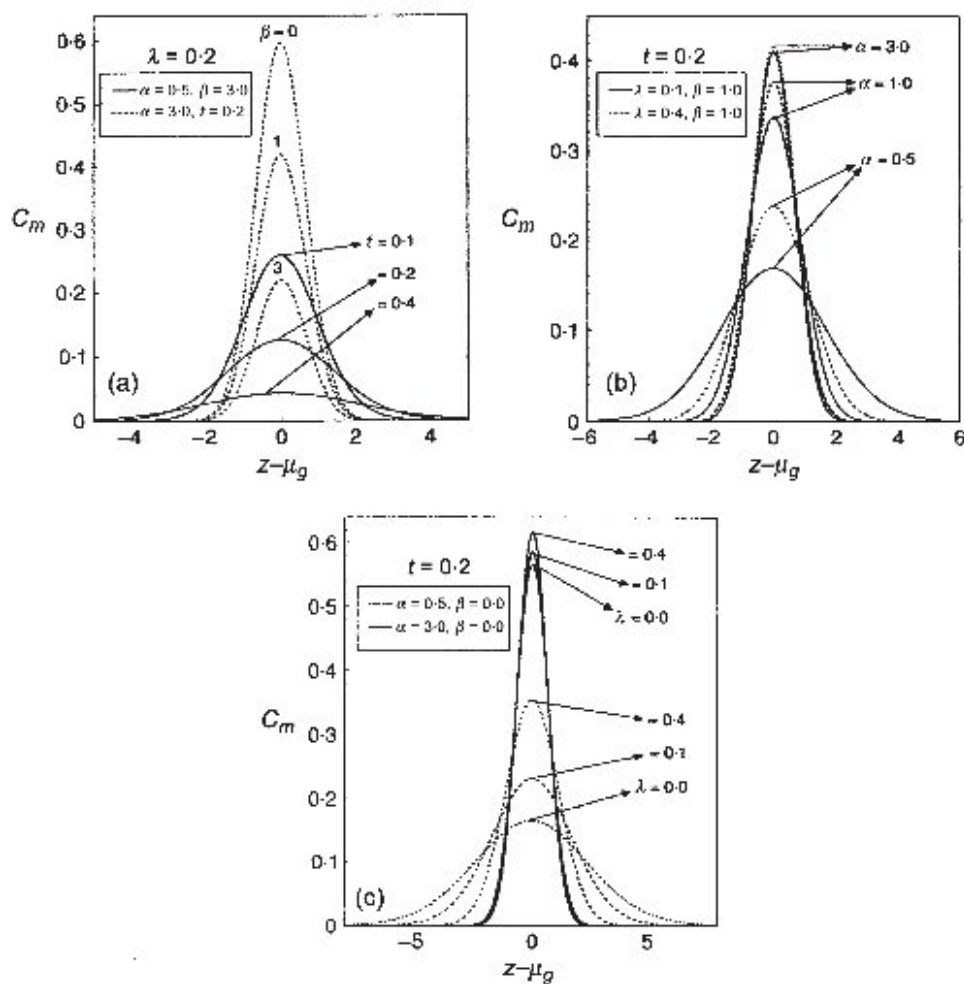 β=0
λ = 0·2
α = 0·5, β = 3·0
α = 3·0, t = 0·2
1
3
t = 0·1
= 0·2
= 0·4
0·6
0·5
0·4
0·3
0·2
0·1
0
C_m
(a)
−4 −2 0 2 4
z−μ_g
t = 0·2
λ = 0·1, β = 1·0
λ = 0·4, β = 1·0
α = 3·0
α = 1·0
α = 0·5
0·4
0·3
0·2
0·1
0
C_m
(b)
−6 −4 −2 0 2 4 6
z−μ_g
t = 0·2
α = 0·5, β = 0·0
α = 3·0, β = 0·0
= 0·4
= 0·1
λ = 0·0
= 0·4
= 0·1
λ = 0·0
0·6
0·5
0·4
0·3
0·2
0·1
0
C_m
(c)
−5 0 5
z−μ_g